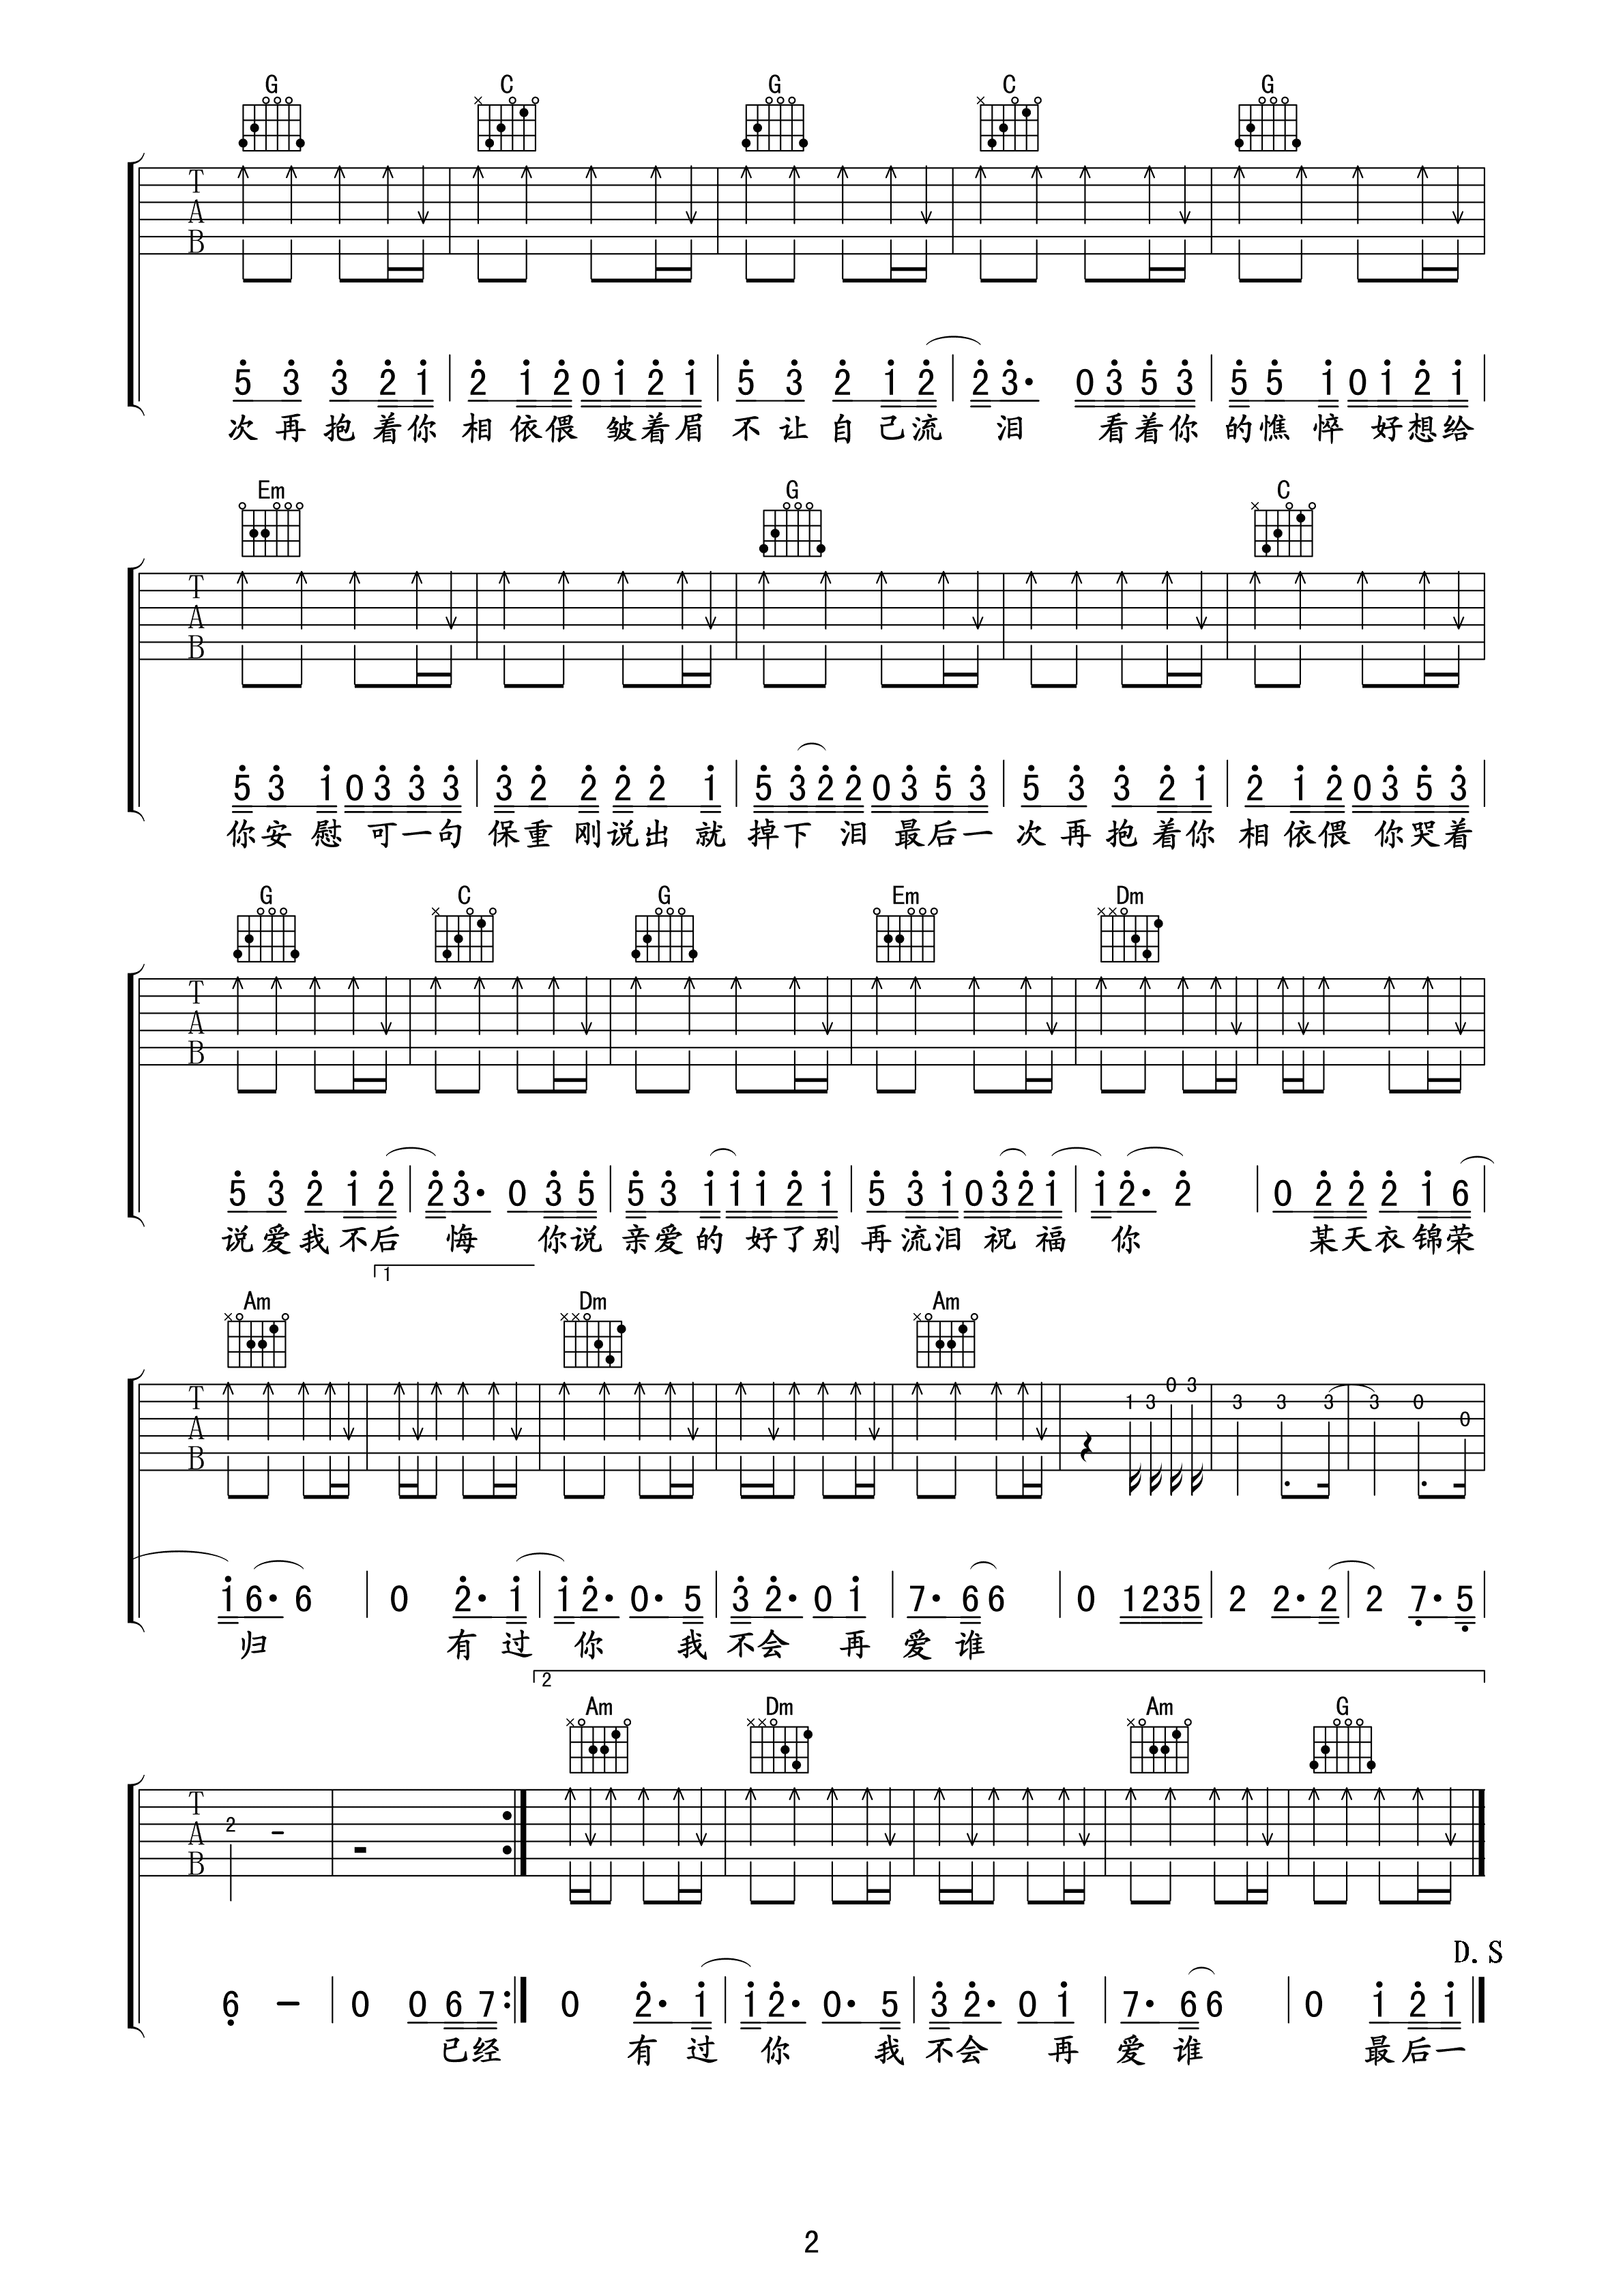 G C G C G
T A B
5 3 3 2 1 | 2 1 2 0 1 2 1 | 5 3 2 1 2 | 2 3· 0 3 5 3 | 5 5 1 0 1 2 1 |
次再抱着你 相依偎 皱着眉 不让自己流 泪 看着你 的憔悴 好想给
Em G C
T A B
5 3 1 0 3 3 3 | 3 2 2 2 2 1 | 5 3 2 2 0 3 5 3 | 5 3 3 2 1 | 2 1 2 0 3 5 3 |
你安慰 可一句 保重 刚说出 就 掉下 泪 最后一 次再抱着你 相依偎 你哭着
G C G Em Dm
T A B
5 3 2 1 2 | 2 3· 0 3 5 | 5 3 1 1 1 2 1 | 5 3 1 0 3 2 1 | 1 2· 2 | 0 2 2 2 1 6 |
说爱我不后 悔 你说 亲爱的 好了别 再流泪 祝 福 你 某天衣锦荣
1
Am Dm Am
T A B 1 3 0 3 3 3 3 3 0 0
1 6· 6 | 0 2· 1 | 1 2· 0· 5 | 3 2· 0 1 | 7· 6 6 | 0 1 2 3 5 | 2 2· 2 | 2 7· 5 |
归 有过 你 我 不会 再 爱谁
2
Am Dm Am G
T A B 2
D.S
6 – | 0 0 6 7 :| 0 2· 1 | 1 2· 0· 5 | 3 2· 0 1 | 7· 6 6 | 0 1 2 1 |
已经 有过 你 我 不会 再 爱谁 最后一
2